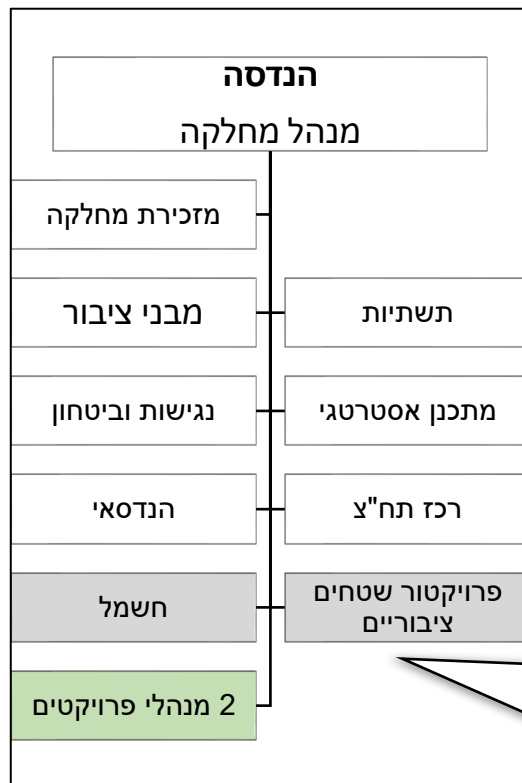 הנדסה
מנהל מחלקה
מזכירת מחלקה
תשתיות
מבני ציבור
מתכנן אסטרטגי
נגישות וביטחון
רכז תח"צ
הנדסאי
פרויקטור שטחים
ציבוריים
חשמל
2 מנהלי פרויקטים